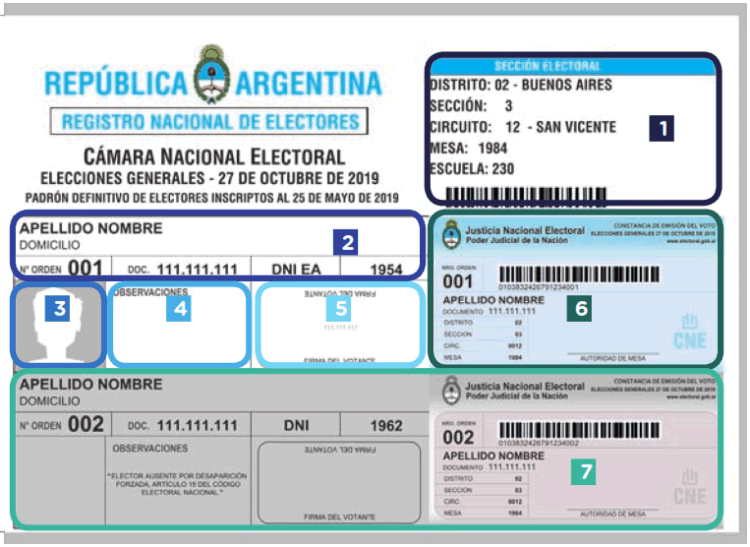 REPÚBLICA ARGENTINA
REGISTRO NACIONAL DE ELECTORES
CÁMARA NACIONAL ELECTORAL
ELECCIONES GENERALES - 27 DE OCTUBRE DE 2019
PADRÓN DEFINITIVO DE ELECTORES INSCRIPTOS AL 25 DE MAYO DE 2019
SECCIÓN ELECTORAL
DISTRITO: 02 - BUENOS AIRES
SECCIÓN: 3
CIRCUITO: 12 - SAN VICENTE
MESA: 1984
ESCUELA: 230
1
APELLIDO NOMBRE
DOMICILIO
2
N° ORDEN 001 DOC. 111.111.111 DNI EA 1954
3
OBSERVACIONES
4
FIRMA DEL VOTANTE
111.111.111
5
FIRMA DEL VOTANTE
Justicia Nacional Electoral
Poder Judicial de la Nación
CONSTANCIA DE EMISIÓN DEL VOTO
ELECCIONES GENERALES 27 DE OCTUBRE DE 2019
www.electoral.gob.ar
NRO. ORDEN
001
0103832426791234001
APELLIDO NOMBRE
DOCUMENTO 111.111.111
DISTRITO 02
SECCION 03
CIRC. 0012
MESA 1984
AUTORIDAD DE MESA
CNE
6
APELLIDO NOMBRE
DOMICILIO
N° ORDEN 002 DOC. 111.111.111 DNI 1962
OBSERVACIONES
"ELECTOR AUSENTE POR DESAPARICIÓN
FORZADA, ARTÍCULO 15 DEL CÓDIGO
ELECTORAL NACIONAL."
FIRMA DEL VOTANTE
FIRMA DEL VOTANTE
Justicia Nacional Electoral
Poder Judicial de la Nación
CONSTANCIA DE EMISIÓN DEL VOTO
ELECCIONES GENERALES 27 DE OCTUBRE DE 2019
www.electoral.gob.ar
NRO. ORDEN
002
0103832426791234002
APELLIDO NOMBRE
DOCUMENTO 111.111.111
DISTRITO 02
SECCION 03
CIRC. 0012
MESA 1984
AUTORIDAD DE MESA
CNE
7